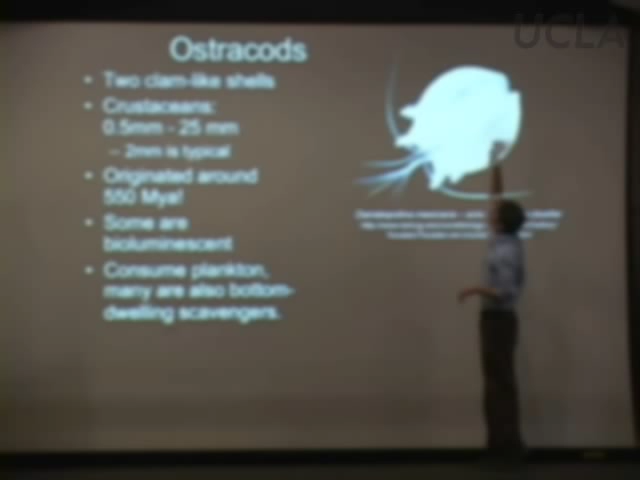 UCLA
Ostracods
• Two clam-like shells
• Crustaceans:
0.5mm - 25 mm
– 2mm is typical
• Originated around
550 Mya!
• Some are
bioluminescent
• Consume plankton,
many are also bottom-
dwelling scavengers.